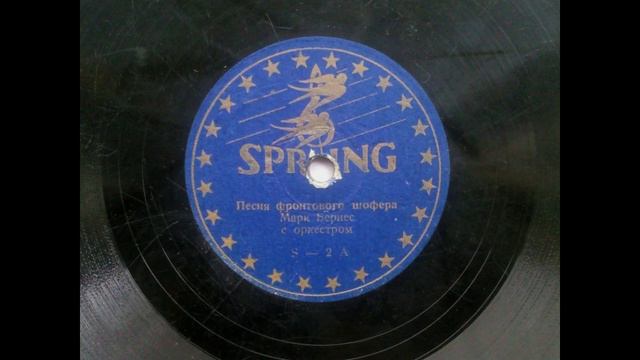 SPRING
Песня фронтового шофера
Марк Бернес
с оркестром
S — 2 A